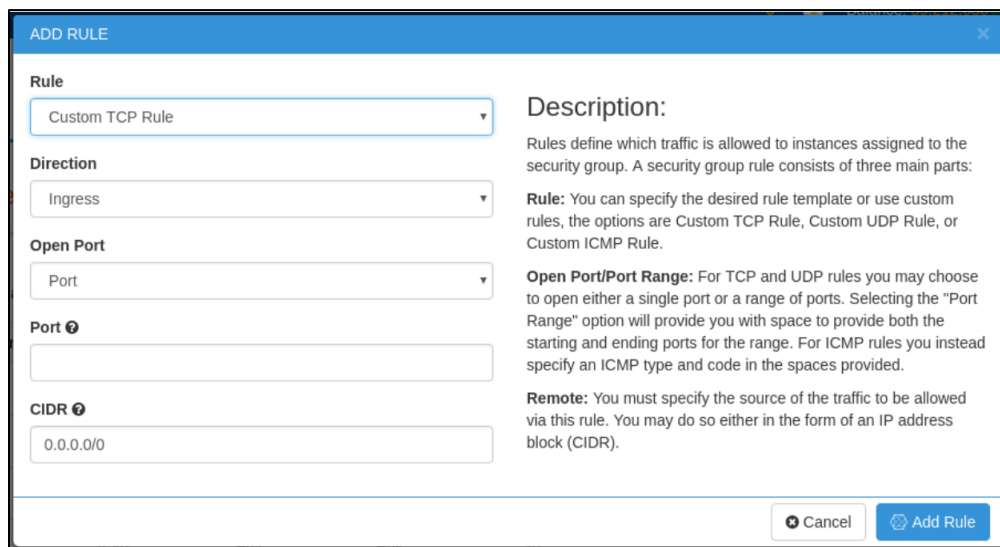 ADD RULE
×
Rule
Custom TCP Rule
Direction
Ingress
Open Port
Port
Port
CIDR
0.0.0.0/0
Description:
Rules define which traffic is allowed to instances assigned to the
security group. A security group rule consists of three main parts:
Rule: You can specify the desired rule template or use custom
rules, the options are Custom TCP Rule, Custom UDP Rule, or
Custom ICMP Rule.
Open Port/Port Range: For TCP and UDP rules you may choose
to open either a single port or a range of ports. Selecting the "Port
Range" option will provide you with space to provide both the
starting and ending ports for the range. For ICMP rules you instead
specify an ICMP type and code in the spaces provided.
Remote: You must specify the source of the traffic to be allowed
via this rule. You may do so either in the form of an IP address
block (CIDR).
Cancel
Add Rule